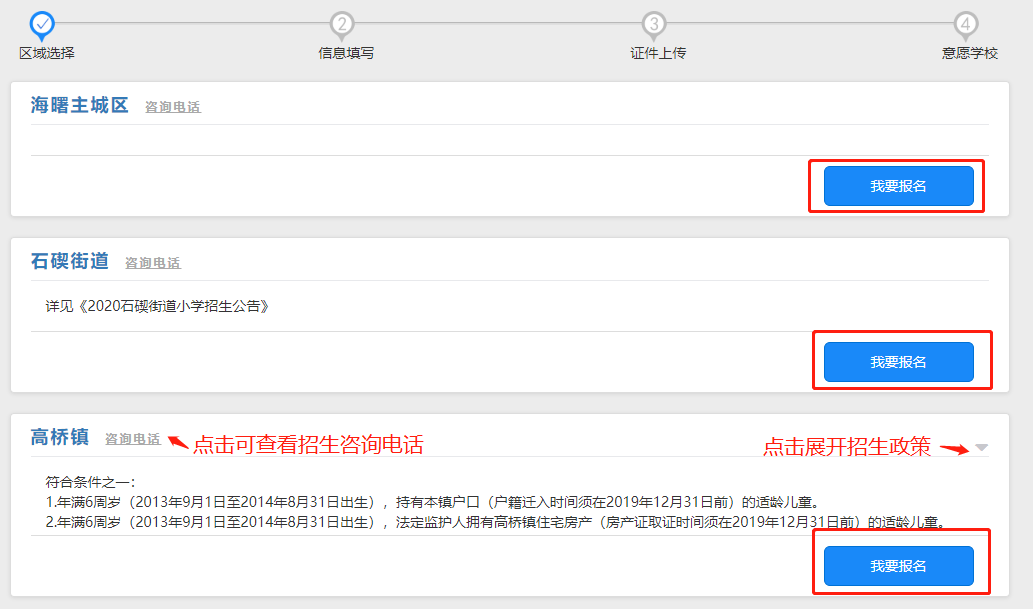 2 3 4
区域选择 信息填写 证件上传 意愿学校
海曙主城区 咨询电话
我要报名
石碶街道 咨询电话
详见《2020石碶街道小学招生公告》
我要报名
高桥镇 咨询电话 点击可查看招生咨询电话 点击展开招生政策
符合条件之一：
1.年满6周岁（2013年9月1日至2014年8月31日出生），持有本镇户口（户籍迁入时间须在2019年12月31日前）的适龄儿童。
2.年满6周岁（2013年9月1日至2014年8月31日出生），法定监护人拥有高桥镇住宅房产（房产证取证时间须在2019年12月31日前）的适龄儿童。
我要报名